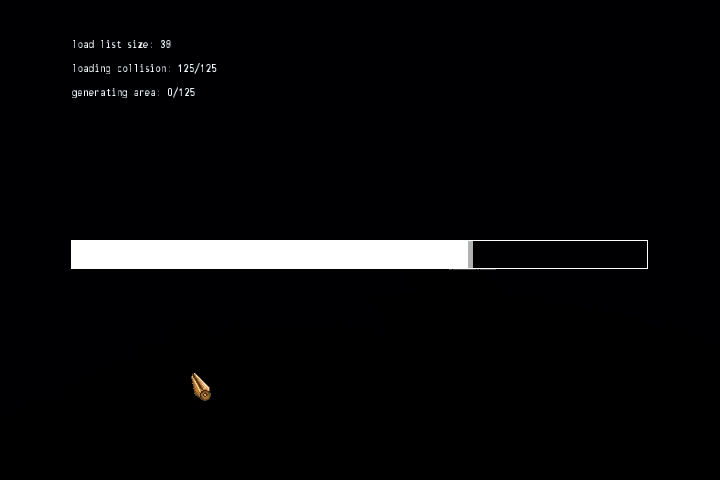 load list size: 39
loading collision: 125/125
generating area: 0/125